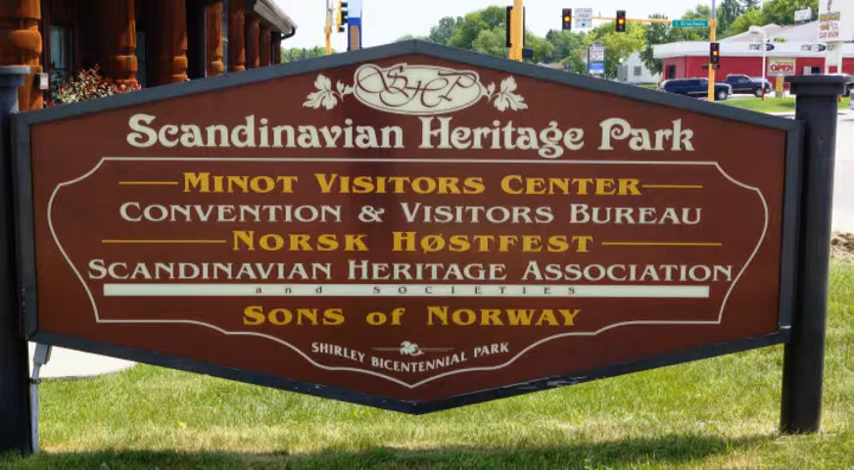 SHP
Scandinavian Heritage Park
MINOT VISITORS CENTER
CONVENTION & VISITORS BUREAU
NORSK HØSTFEST
SCANDINAVIAN HERITAGE ASSOCIATION
and SOCIETIES
SONS of NORWAY
SHIRLEY BICENTENNIAL PARK
OPEN